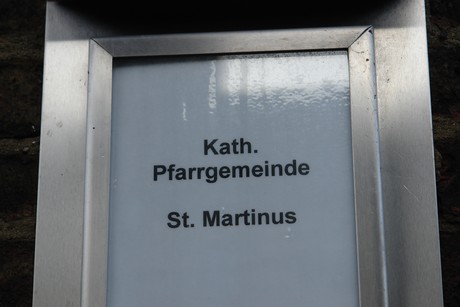 Kath.
Pfarrgemeinde
St. Martinus